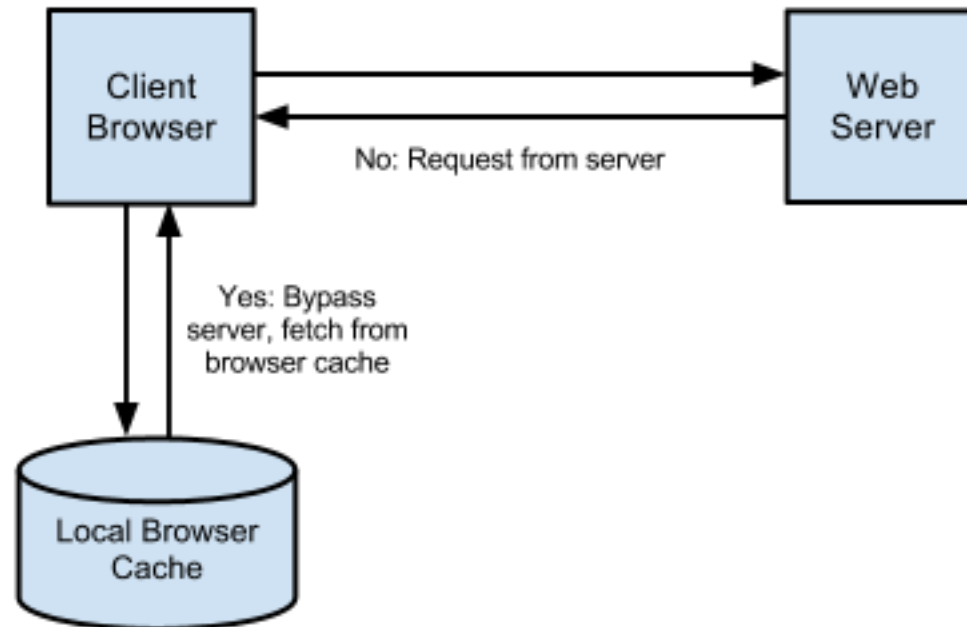 Client
Browser
Web
Server
No: Request from server
Yes: Bypass
server, fetch from
browser cache
Local Browser
Cache